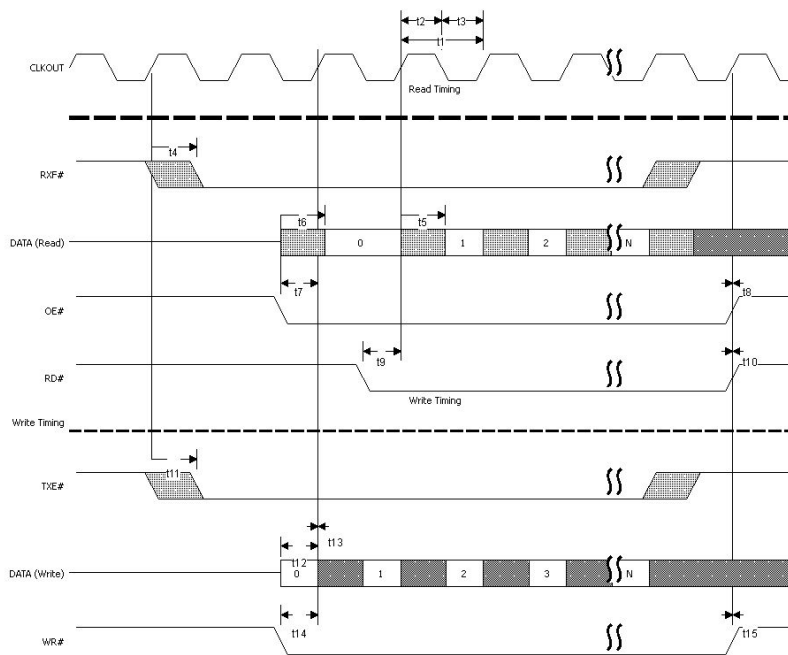 t2 t3
t1
CLKOUT
Read Timing
t4
RXF#
t6 t5
DATA (Read) 0 1 2 N
t7 t8
OE#
t9 t10
RD#
Write Timing
Write Timing
t11
TXE#
t13
t12
DATA (Write) 0 1 2 3 N
t14 t15
WR#